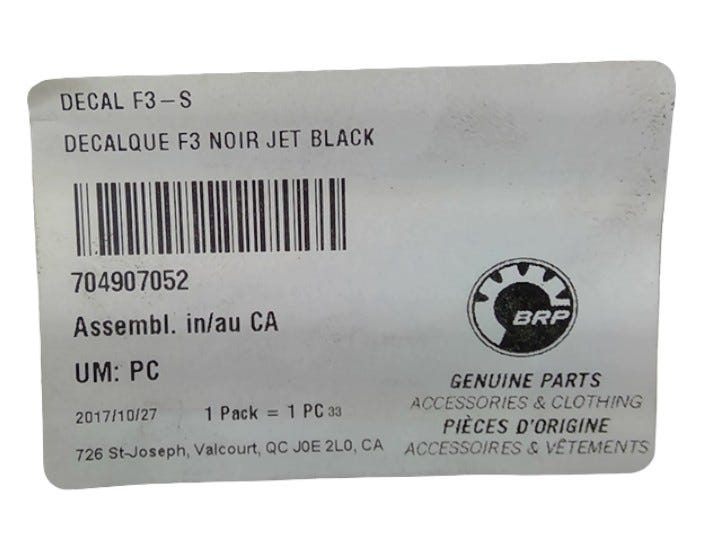 DECAL F3-S
DECALQUE F3 NOIR JET BLACK
704907052
Assembl. in/au CA
UM: PC
2017/10/27 1 Pack = 1 PC 33
726 St-Joseph, Valcourt, QC J0E 2L0, CA
BRP
GENUINE PARTS
ACCESSORIES & CLOTHING
PIÈCES D'ORIGINE
ACCESSOIRES & VÊTEMENTS